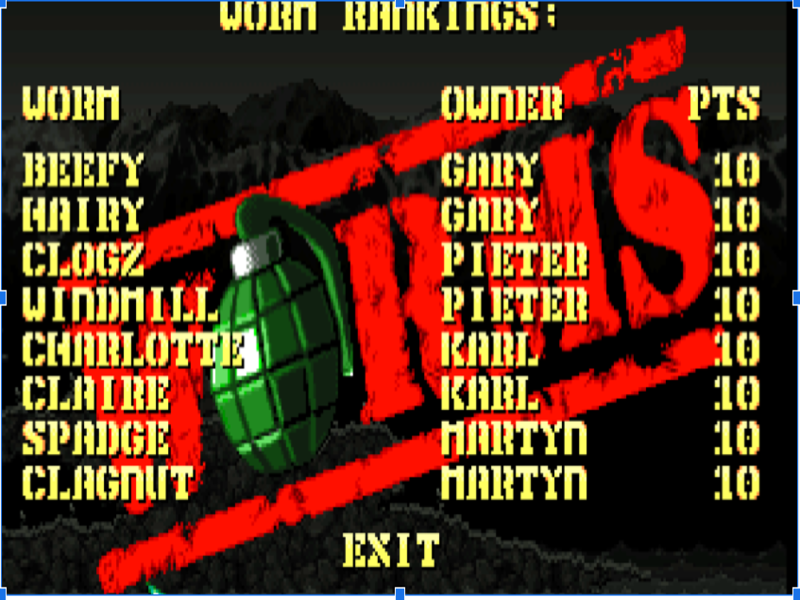 WORM RANKINGS:
WORM OWNER PTS
BEEFY GARY 10
HAIRY GARY 10
CLOGZ PIETER 10
WINDMILL PIETER 10
CHARLOTTE KARL 10
CLAIRE KARL 10
SPADGE MARTYN 10
CLAGNUT MARTYN 10
EXIT
WORMS